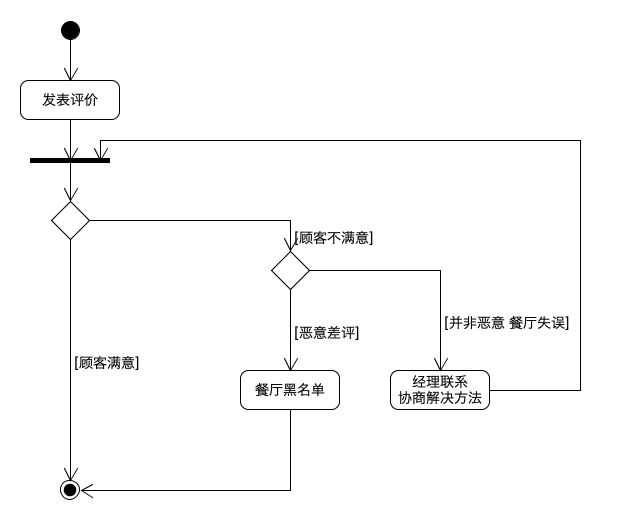 发表评价
[顾客不满意]
[并非恶意 餐厅失误]
[恶意差评]
[顾客满意]
餐厅黑名单
经理联系
协商解决方法